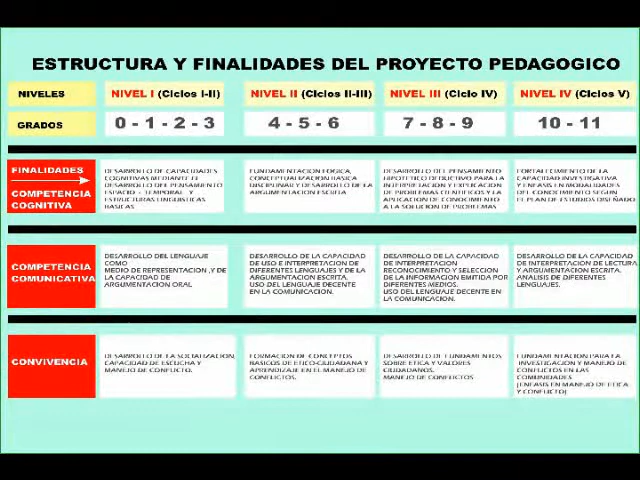 ESTRUCTURA Y FINALIDADES DEL PROYECTO PEDAGOGICO
NIVELES
NIVEL I (Ciclos I-II)
NIVEL II (Ciclos II-III)
NIVEL III (Ciclo IV)
NIVEL IV (Ciclos V)
GRADOS
0 - 1 - 2 - 3
4 - 5 - 6
7 - 8 - 9
10 - 11
FINALIDADES
COMPETENCIA
COGNITIVA
DESARROLLO DE CAPACIDADES
COGNITIVAS MEDIANTE EL
DESARROLLO DEL PENSAMIENTO
ESPACIO - TEMPORAL Y
ESTRUCTURAS LINGUISTICAS
BASICAS
FUNDAMENTACION LOGICA,
CONCEPTUALIZACION BASICA
DISCIPLINAR Y DESARROLLO DE LA
ARGUMENTACION ESCRITA
DESARROLLO DEL PENSAMIENTO
HIPOTETICO DEDUCTIVO PARA LA
INTERPRETACION Y EXPLICACION
DE PROBLEMAS CIENTIFICOS Y LA
APLICACION DE CONOCIMIENTO
A LA SOLUCION DE PROBLEMAS
FORTALECIMIENTO DE LA
CAPACIDAD INVESTIGATIVA
Y ENFASIS EN MODALIDADES
DEL CONOCIMIENTO SEGUN
EL PLAN DE ESTUDIOS DISEÑADO
COMPETENCIA
COMUNICATIVA
DESARROLLO DEL LENGUAJE
COMO
MEDIO DE REPRESENTACION ,Y DE
LA CAPACIDAD DE
ARGUMENTACION ORAL
DESARROLLO DE LA CAPACIDAD
DE USO E INTERPRETACION DE
DIFERENTES LENGUAJES Y DE LA
ARGUMENTACION ESCRITA.
USO DEL LENGUAJE DECENTE
EN LA COMUNICACION.
DESARROLLO DE LA CAPACIDAD
DE INTERPRETACION
RECONOCIMIENTO Y SELECCION
DE LA INFORMACION EMITIDA POR
DIFERENTES MEDIOS.
USO DEL LENGUAJE DECENTE EN
LA COMUNICACION.
DESARROLLO DE LA CAPACIDAD
DE INTERPRETACION DE LECTURA
Y ARGUMENTACION ESCRITA.
ANALISIS DE DIFERENTES
LENGUAJES.
CONVIVENCIA
DESARROLLO DE LA SOCIALIZACION,
CAPACIDAD DE ESCUCHA Y
MANEJO DE CONFLICTO.
FORMACION DE CONCEPTOS
BASICOS DE ETICO-CIUDADANA Y
APRENDIZAJE EN EL MANEJO DE
CONFLICTOS.
DESARROLLO DE FUNDAMENTOS
SOBRE ETICA Y VALORES
CIUDADANOS.
MANEJO DE CONFLICTOS
FUNDAMENTACION PARA LA
INVESTIGACION Y MANEJO DE
CONFLICTOS EN LAS
COMUNIDADES
(ENFASIS EN MANEJO DE ETICA
Y CONFLICTO)